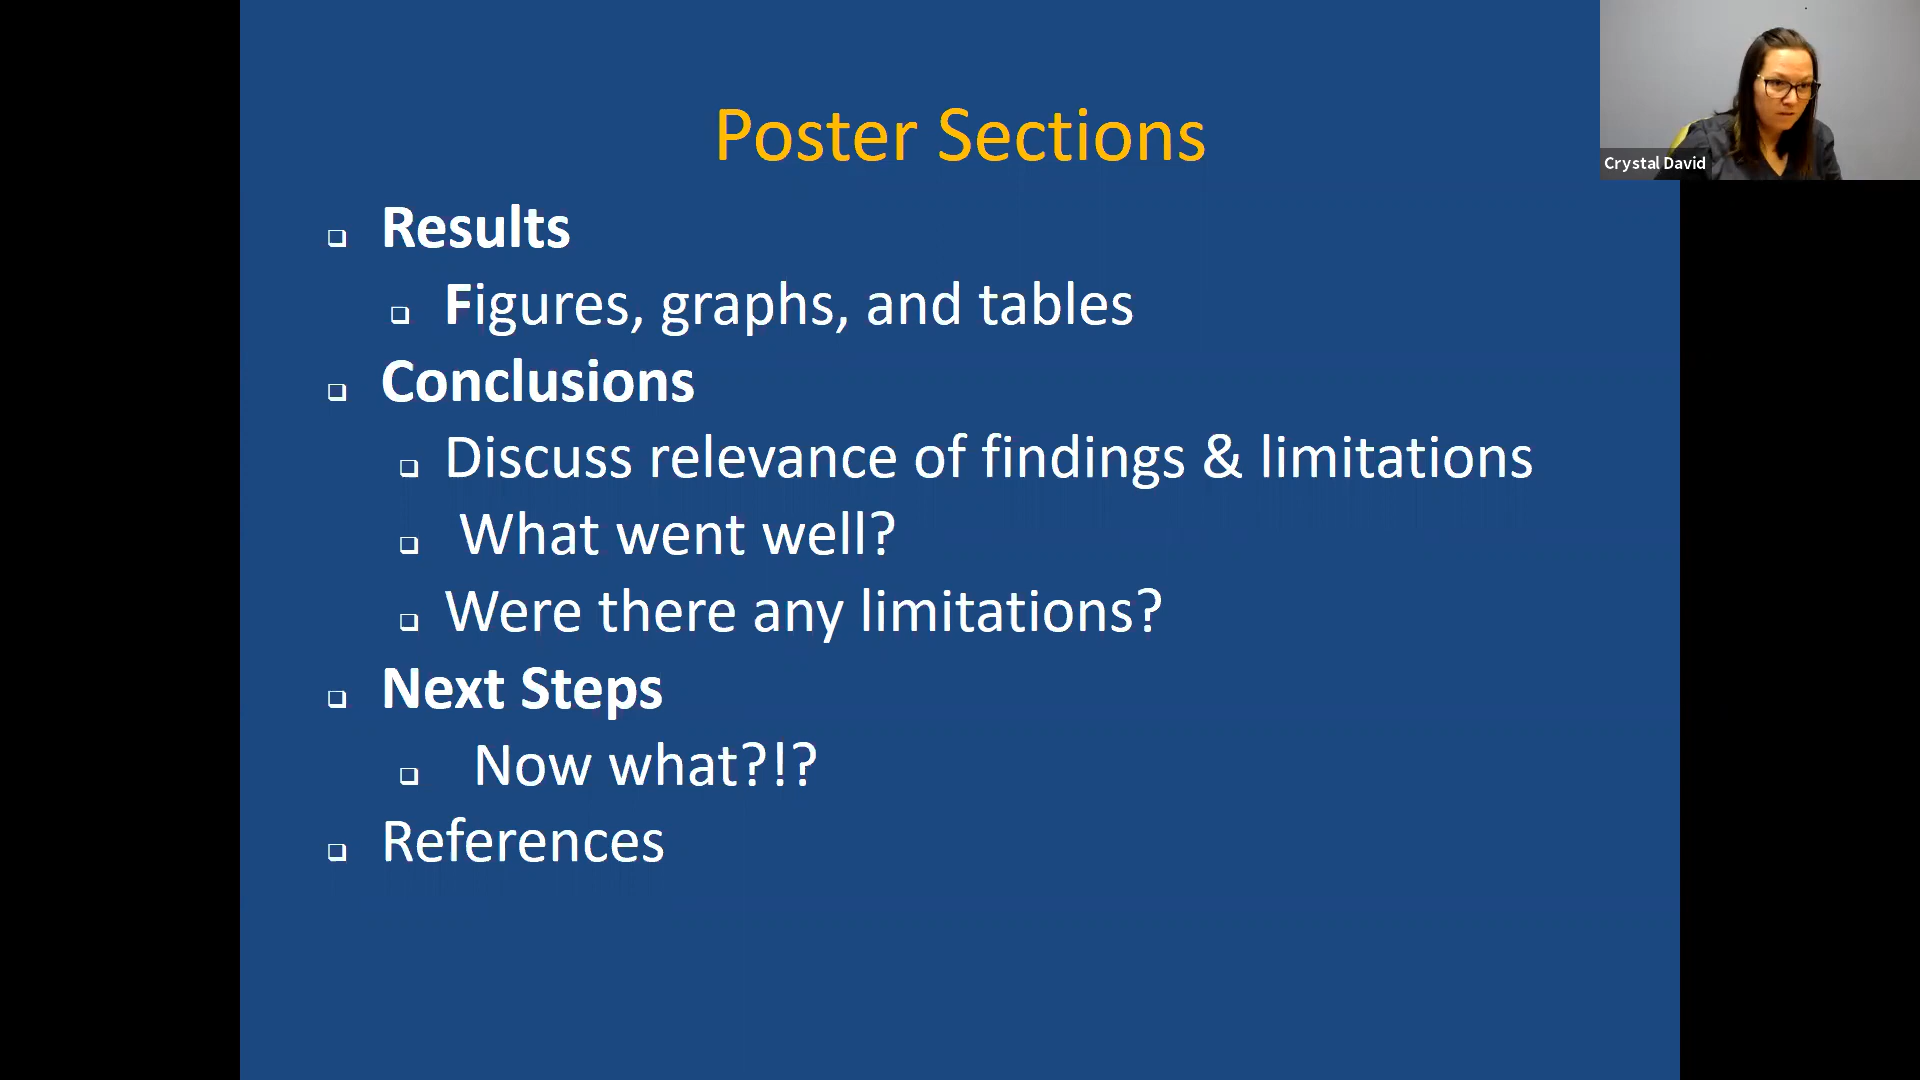 Poster Sections
Crystal David
❑ Results
❑ Figures, graphs, and tables
❑ Conclusions
❑ Discuss relevance of findings & limitations
❑ What went well?
❑ Were there any limitations?
❑ Next Steps
❑ Now what?!?
❑ References